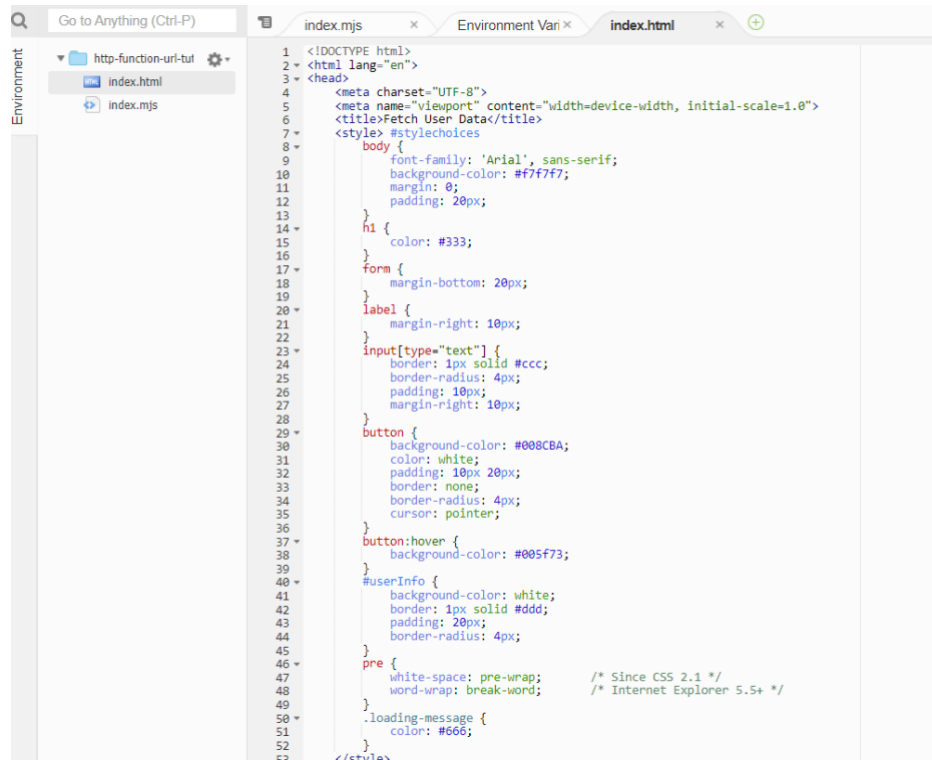 Go to Anything (Ctrl-P)
index.mjs × Environment Vari × index.html ×
Environment
http-function-url-tut
index.html
index.mjs
1 <!DOCTYPE html>
2 <html lang="en">
3 <head>
4 <meta charset="UTF-8">
5 <meta name="viewport" content="width=device-width, initial-scale=1.0">
6 <title>Fetch User Data</title>
7 <style> #stylechoices
8 body {
9 font-family: 'Arial', sans-serif;
10 background-color: #f7f7f7;
11 margin: 0;
12 padding: 20px;
13 }
14 h1 {
15 color: #333;
16 }
17 form {
18 margin-bottom: 20px;
19 }
20 label {
21 margin-right: 10px;
22 }
23 input[type="text"] {
24 border: 1px solid #ccc;
25 border-radius: 4px;
26 padding: 10px;
27 margin-right: 10px;
28 }
29 button {
30 background-color: #008CBA;
31 color: white;
32 padding: 10px 20px;
33 border: none;
34 border-radius: 4px;
35 cursor: pointer;
36 }
37 button:hover {
38 background-color: #005f73;
39 }
40 #userInfo {
41 background-color: white;
42 border: 1px solid #ddd;
43 padding: 20px;
44 border-radius: 4px;
45 }
46 pre {
47 white-space: pre-wrap; /* Since CSS 2.1 */
48 word-wrap: break-word; /* Internet Explorer 5.5+ */
49 }
50 .loading-message {
51 color: #666;
52 }
53 </style>